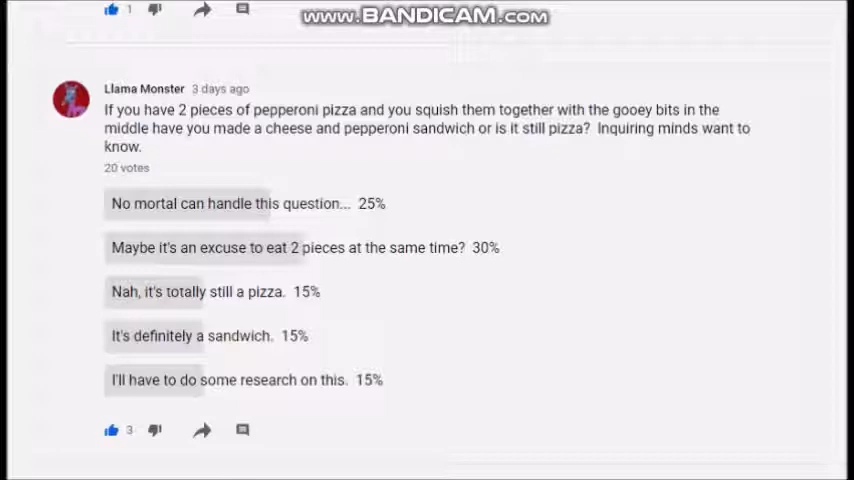 1
www.BANDICAM.com
Llama Monster 3 days ago
If you have 2 pieces of pepperoni pizza and you squish them together with the gooey bits in the
middle have you made a cheese and pepperoni sandwich or is it still pizza? Inquiring minds want to
know.
20 votes
No mortal can handle this question... 25%
Maybe it's an excuse to eat 2 pieces at the same time? 30%
Nah, it's totally still a pizza. 15%
It's definitely a sandwich. 15%
I'll have to do some research on this. 15%
3